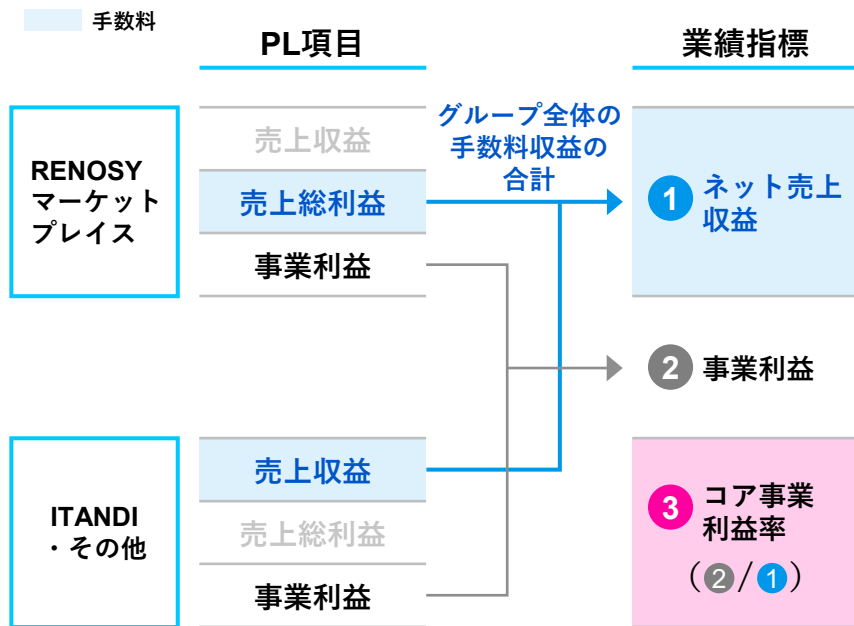 手数料
PL項目
業績指標
RENOSY
マーケット
プレイス
売上収益
売上総利益
事業利益
グループ全体の
手数料収益の
合計
1 ネット売上
収益
2 事業利益
ITANDI
・その他
売上収益
売上総利益
事業利益
3 コア事業
利益率
（2/1）